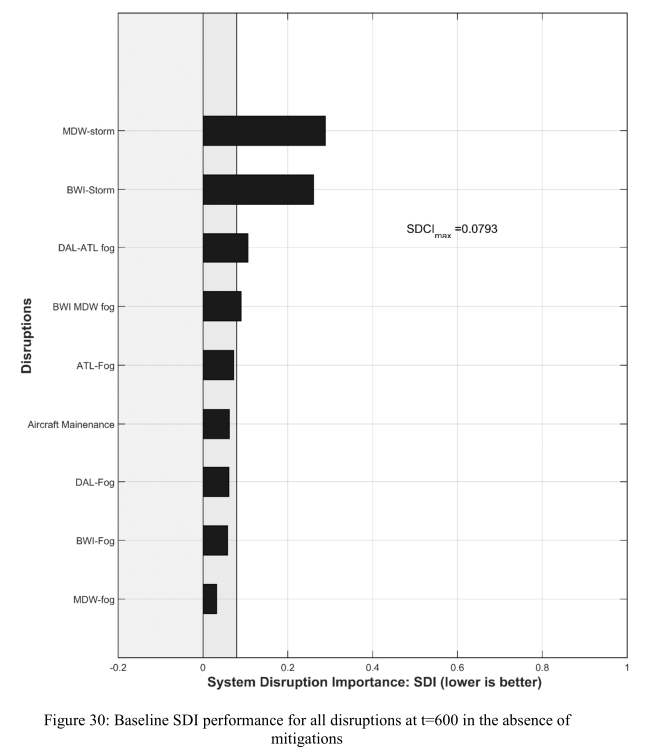 MDW-storm
BWI-Storm
SDCI max =0.0793
DAL-ATL fog
BWI MDW fog
Disruptions
ATL-Fog
Aircraft Mainenance
DAL-Fog
BWI-Fog
MDW-fog
-0.2 0 0.2 0.4 0.6 0.8 1
System Disruption Importance: SDI (lower is better)
Figure 30: Baseline SDI performance for all disruptions at t=600 in the absence of
mitigations